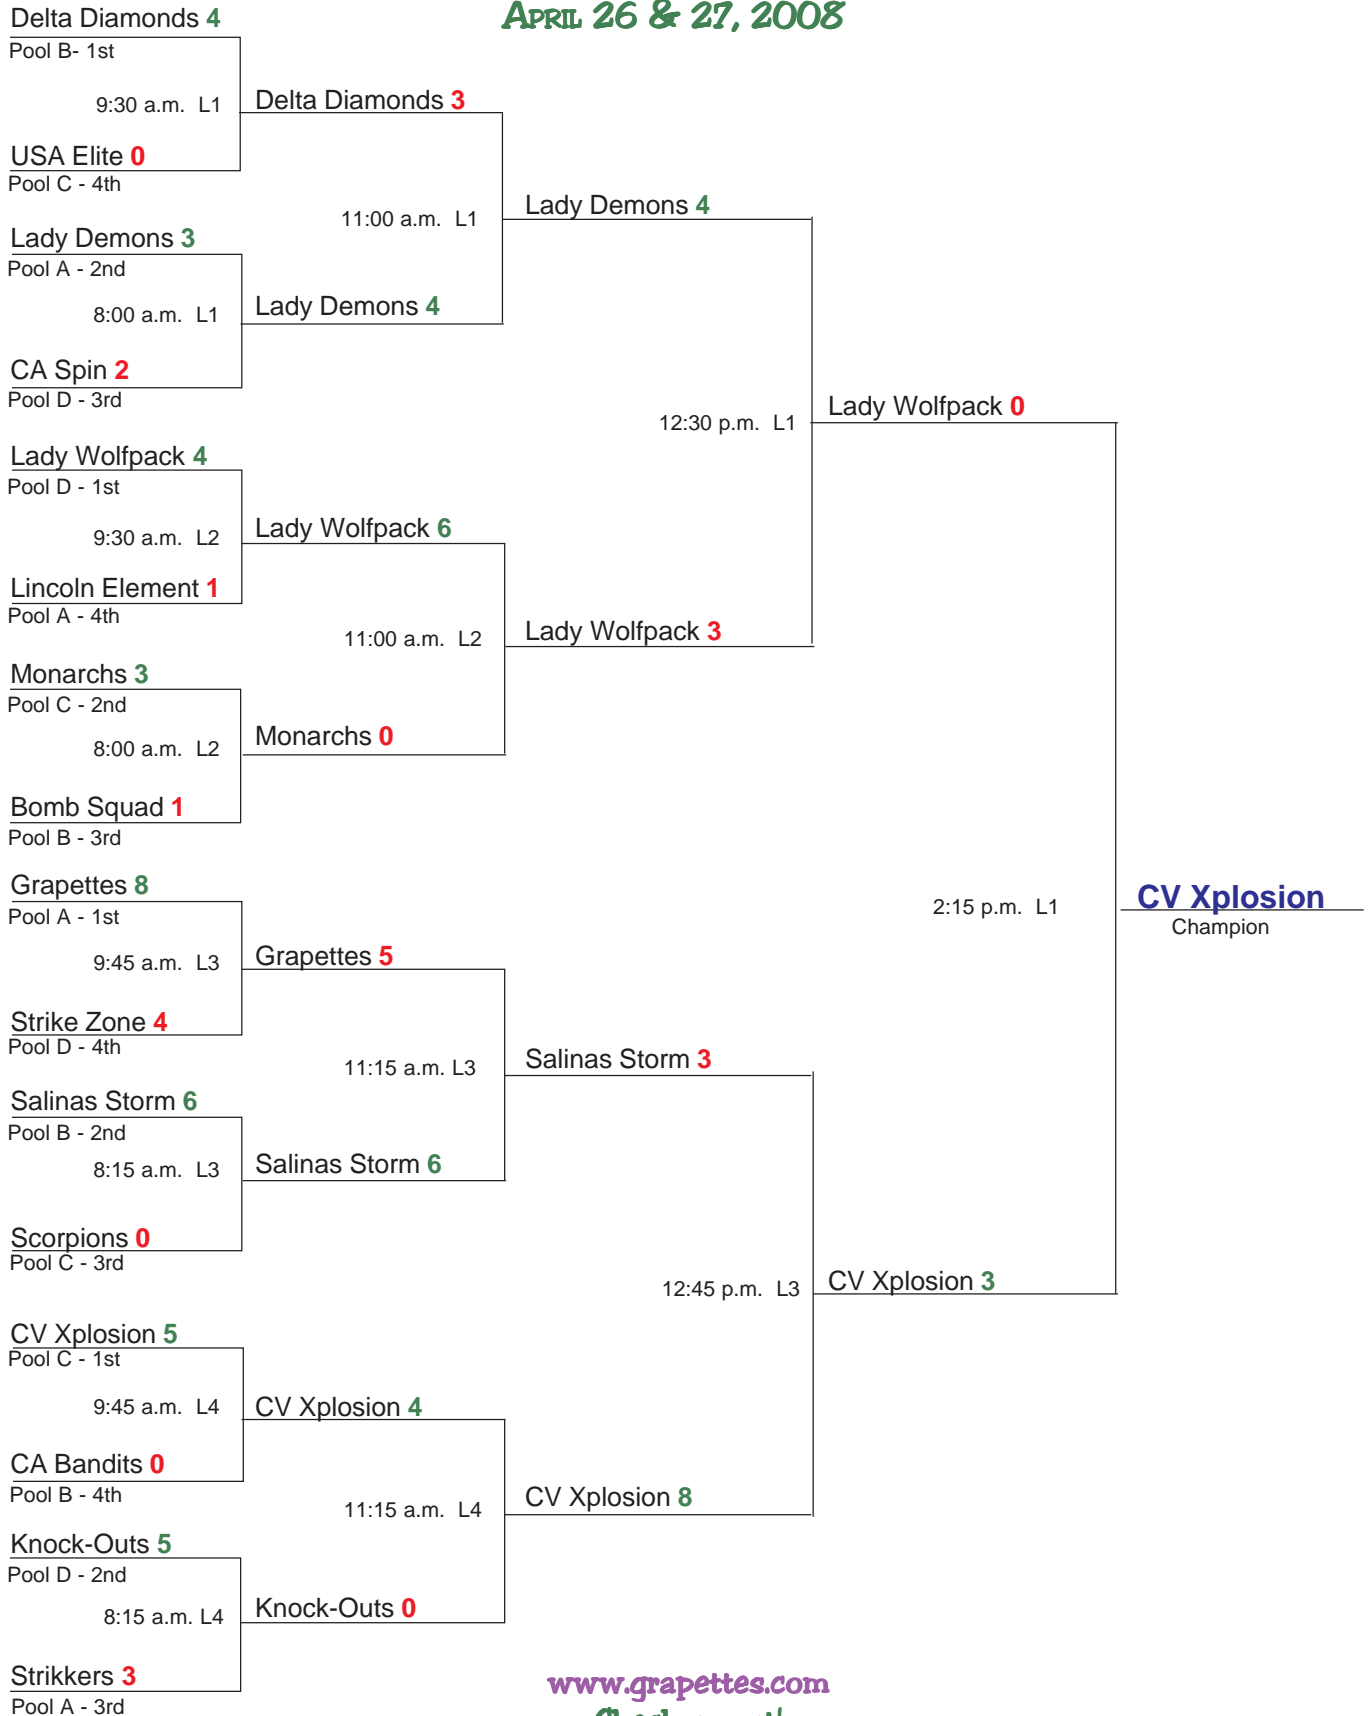 April 26 & 27, 2008
Delta Diamonds 4
Pool B- 1st
9:30 a.m. L1
USA Elite 0
Pool C - 4th
Lady Demons 3
Pool A - 2nd
8:00 a.m. L1
CA Spin 2
Pool D - 3rd
Lady Wolfpack 4
Pool D - 1st
9:30 a.m. L2
Lincoln Element 1
Pool A - 4th
Monarchs 3
Pool C - 2nd
8:00 a.m. L2
Bomb Squad 1
Pool B - 3rd
Grapettes 8
Pool A - 1st
9:45 a.m. L3
Strike Zone 4
Pool D - 4th
Salinas Storm 6
Pool B - 2nd
8:15 a.m. L3
Scorpions 0
Pool C - 3rd
CV Xplosion 5
Pool C - 1st
9:45 a.m. L4
CA Bandits 0
Pool B - 4th
Knock-Outs 5
Pool D - 2nd
8:15 a.m. L4
Strikkers 3
Pool A - 3rd
Delta Diamonds 3
11:00 a.m. L1
Lady Demons 4
Lady Wolfpack 6
11:00 a.m. L2
Monarchs 0
Grapettes 5
11:15 a.m. L3
Salinas Storm 6
CV Xplosion 4
11:15 a.m. L4
Knock-Outs 0
Lady Demons 4
12:30 p.m. L1
Lady Wolfpack 3
Salinas Storm 3
12:45 p.m. L3
CV Xplosion 8
Lady Wolfpack 0
2:15 p.m. L1
CV Xplosion 3
CV Xplosion
Champion
www.grapettes.com